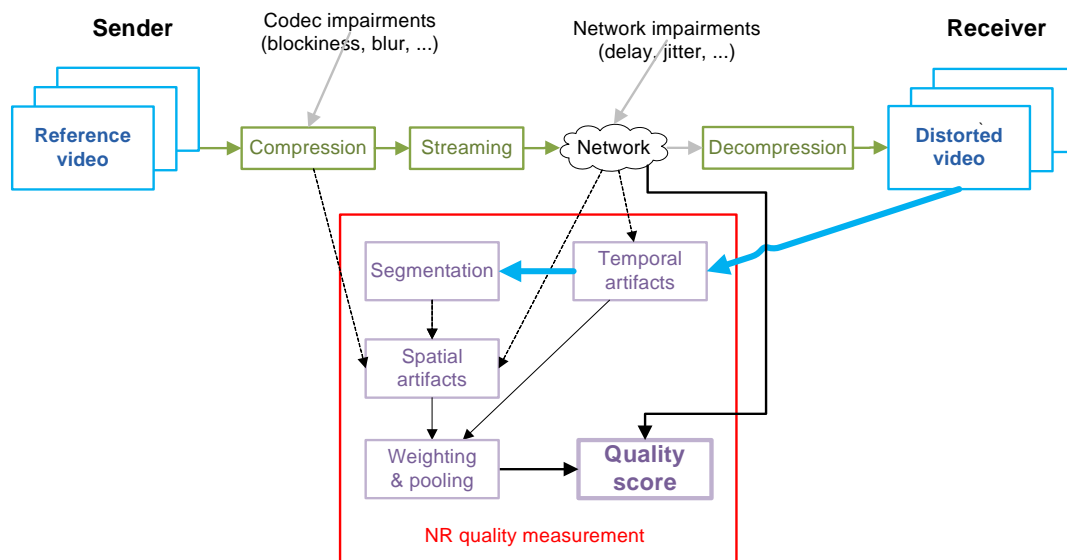 Sender
Codec impairments
(blockiness, blur, ...)
Network impairments
(delay, jitter, ...)
Receiver
Reference
video
Compression
Streaming
Network
Decompression
Distorted
video
Segmentation
Temporal
artifacts
Spatial
artifacts
Weighting
& pooling
Quality
score
NR quality measurement